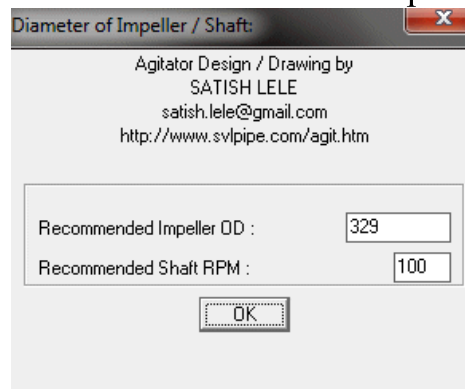 Diameter of Impeller / Shaft:
Agitator Design / Drawing by
SATISH LELE
satish.lele@gmail.com
http://www.svlpipe.com/agit.htm
Recommended Impeller OD : 329
Recommended Shaft RPM : 100
OK